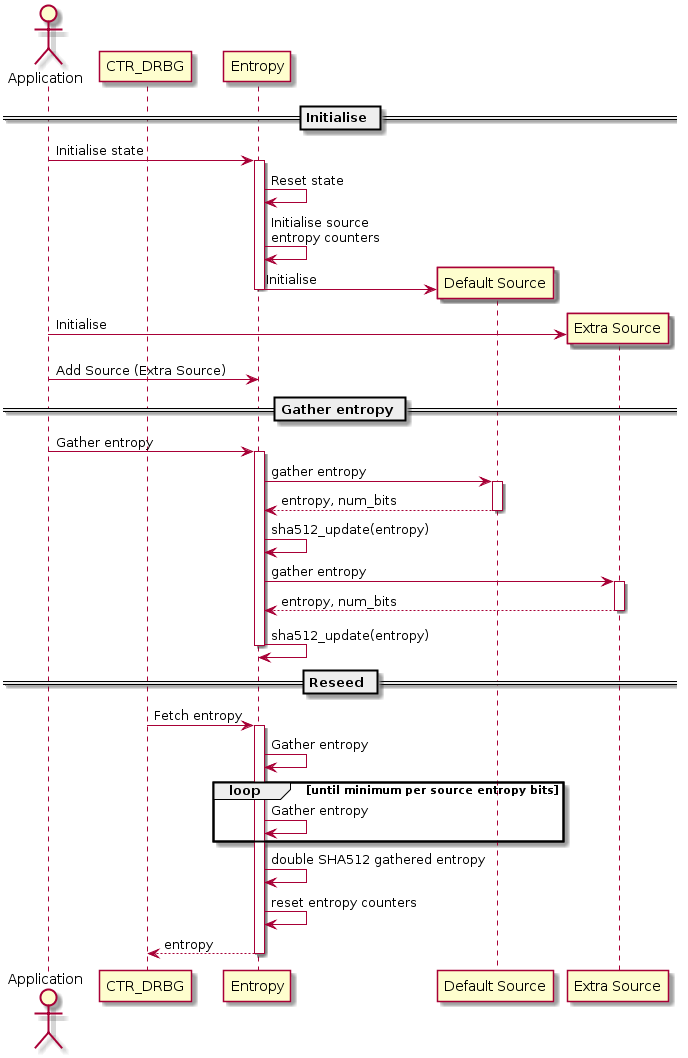 Application
CTR_DRBG
Entropy
Initialise
Initialise state
Reset state
Initialise source
entropy counters
Initialise
Default Source
Initialise
Extra Source
Add Source (Extra Source)
Gather entropy
Gather entropy
gather entropy
entropy, num_bits
sha512_update(entropy)
gather entropy
entropy, num_bits
sha512_update(entropy)
Reseed
Fetch entropy
Gather entropy
loop [until minimum per source entropy bits]
Gather entropy
double SHA512 gathered entropy
reset entropy counters
entropy
Application
CTR_DRBG
Entropy
Default Source
Extra Source